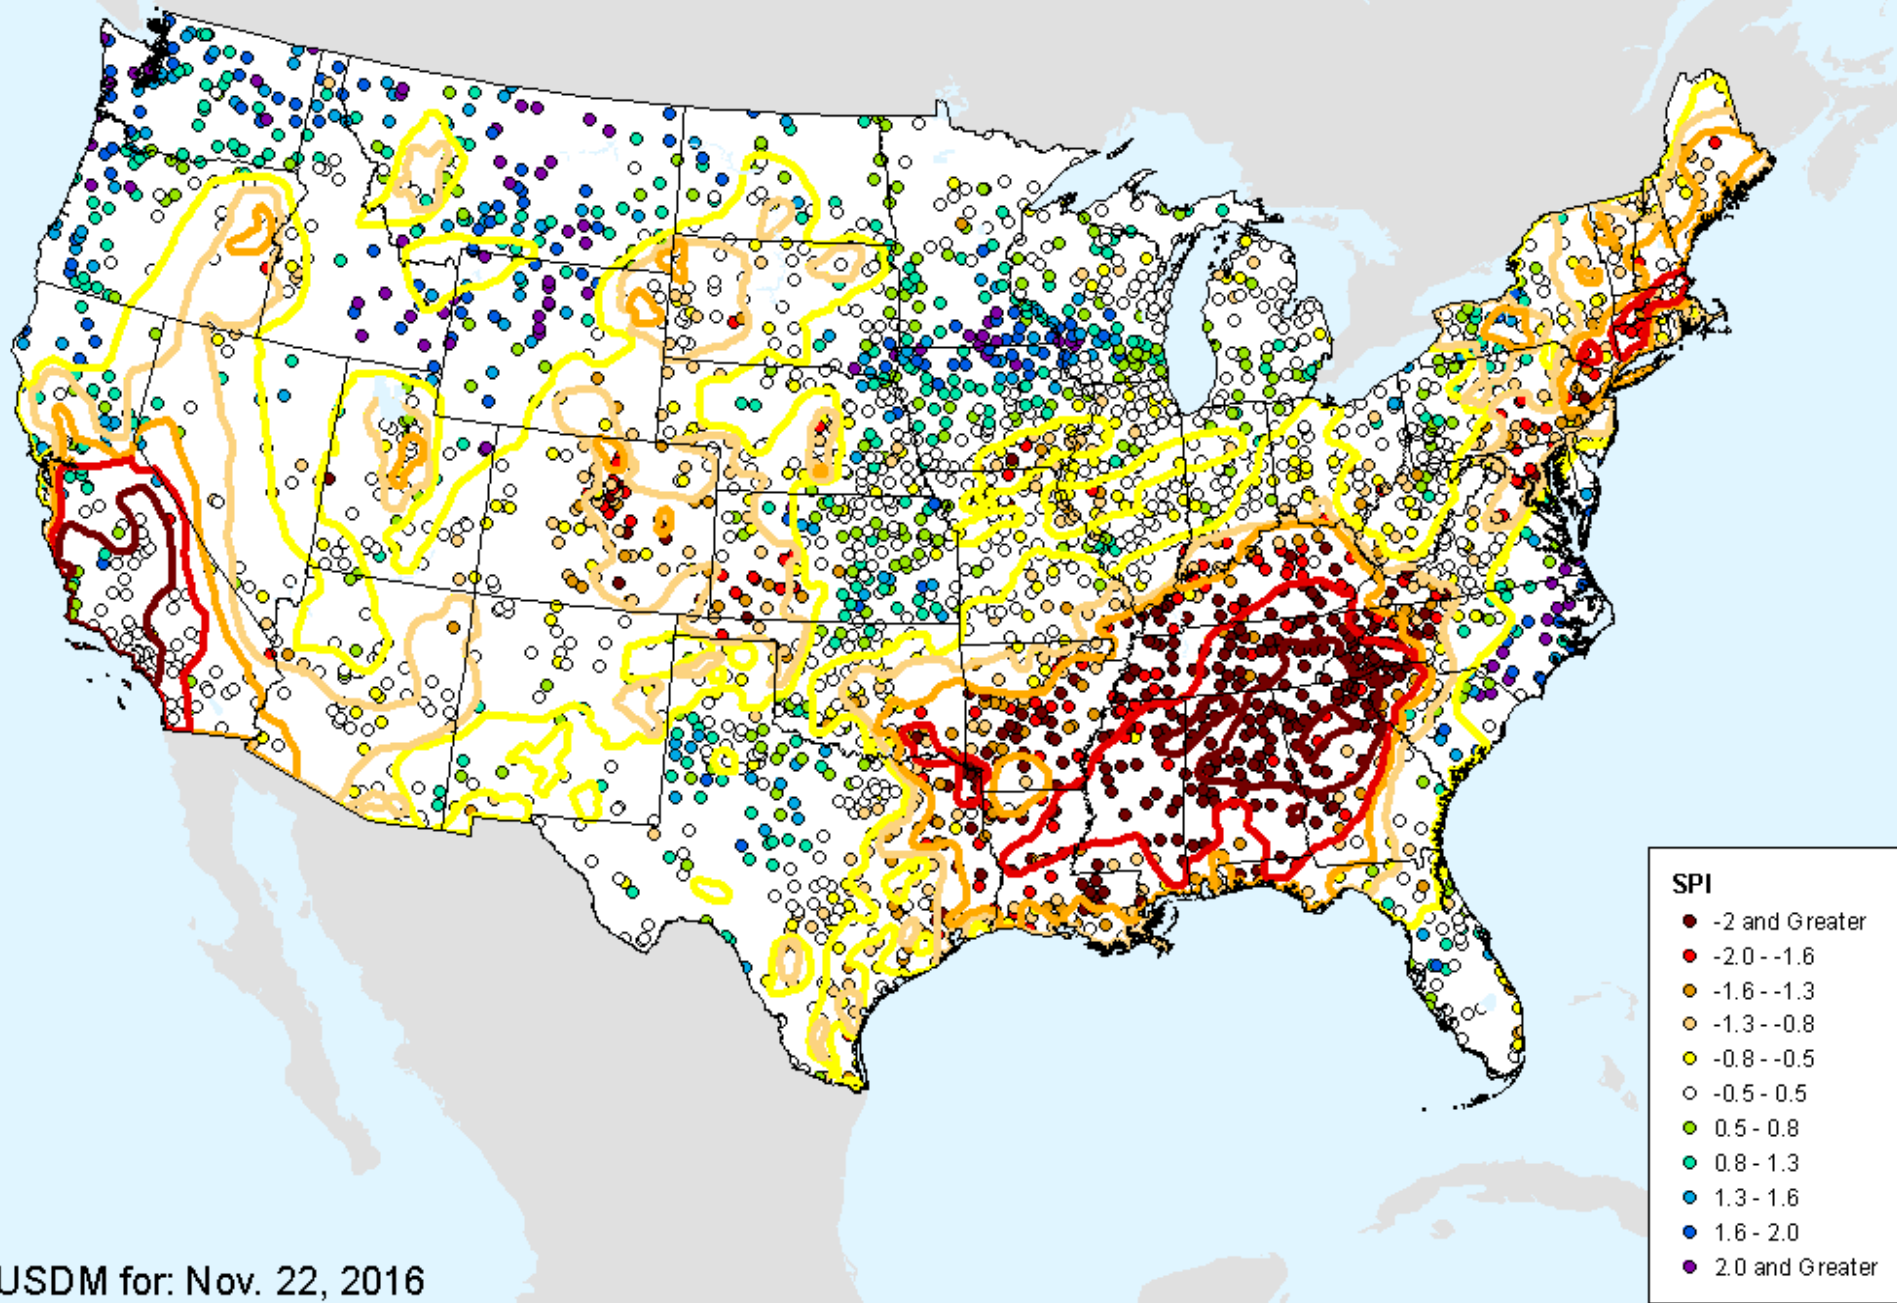 SPI
-2 and Greater
-2.0 - -1.6
-1.6 - -1.3
-1.3 - -0.8
-0.8 - -0.5
-0.5 - 0.5
0.5 - 0.8
0.8 - 1.3
1.3 - 1.6
1.6 - 2.0
2.0 and Greater
USDM for: Nov. 22, 2016